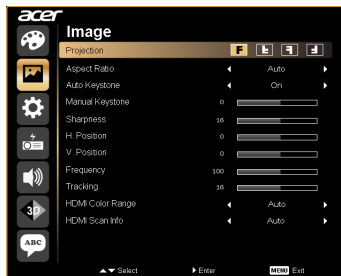 acer
Image
Projection F F F F
Aspect Ratio Auto
Auto Keystone On
Manual Keystone 0
Sharpness 16
H. Position 0
V. Position 0
Frequency 100
Tracking 16
HDMI Color Range Auto
HDMI Scan Info Auto
3D
ABC
Select Enter MENU Exit